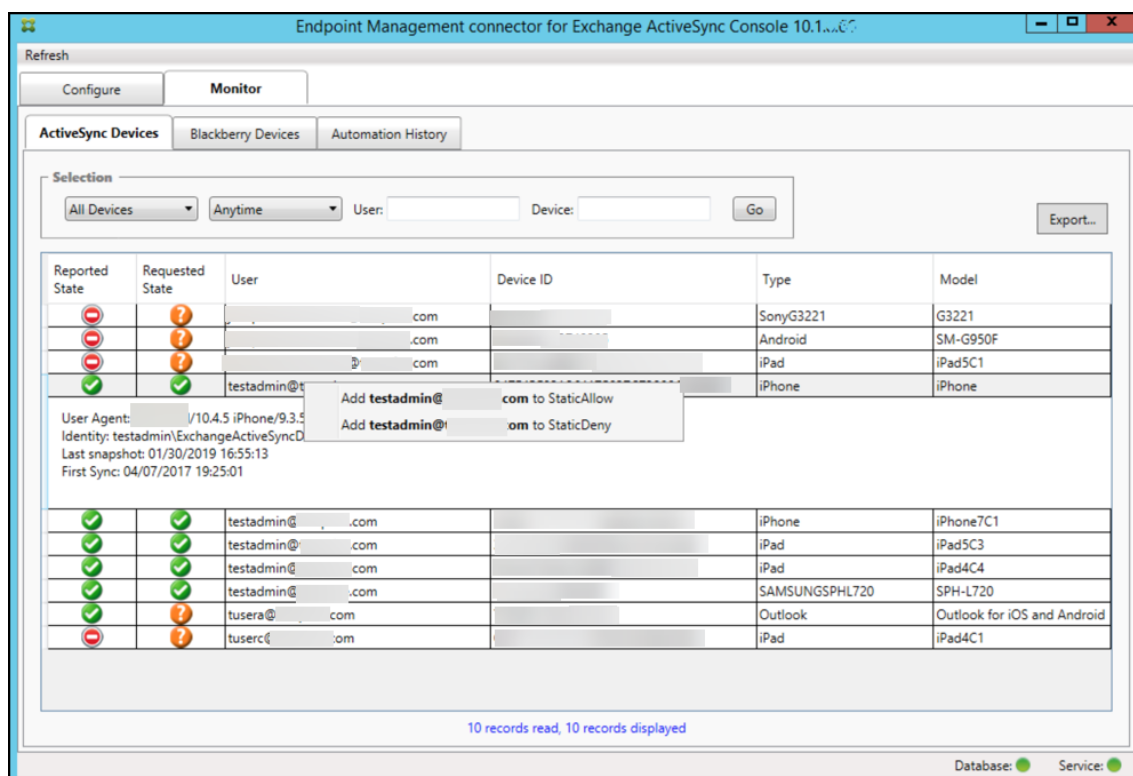 Endpoint Management connector for Exchange ActiveSync Console 10.1...
Refresh
Configure Monitor
ActiveSync Devices Blackberry Devices Automation History
Selection
All Devices Anytime User: Device: Go
Export...
Reported State Requested State User Device ID Type Model
.com SonyG3221 G3221
.com Android SM-G950F
@ .com iPad iPad5C1
testadmin@ iPhone iPhone
Add testadmin@ .com to StaticAllow
Add testadmin@ .com to StaticDeny
User Agent: /10.4.5 iPhone/9.3.5
Identity: testadmin\ExchangeActiveSyncD
Last snapshot: 01/30/2019 16:55:13
First Sync: 04/07/2017 19:25:01
testadmin@ .com iPhone iPhone7C1
testadmin@ .com iPad iPad5C3
testadmin@ .com iPad iPad4C4
testadmin@ .com SAMSUNGSPHL720 SPH-L720
tusera@ .com Outlook Outlook for iOS and Android
tuserc@ .com iPad iPad4C1
10 records read, 10 records displayed
Database: Service: